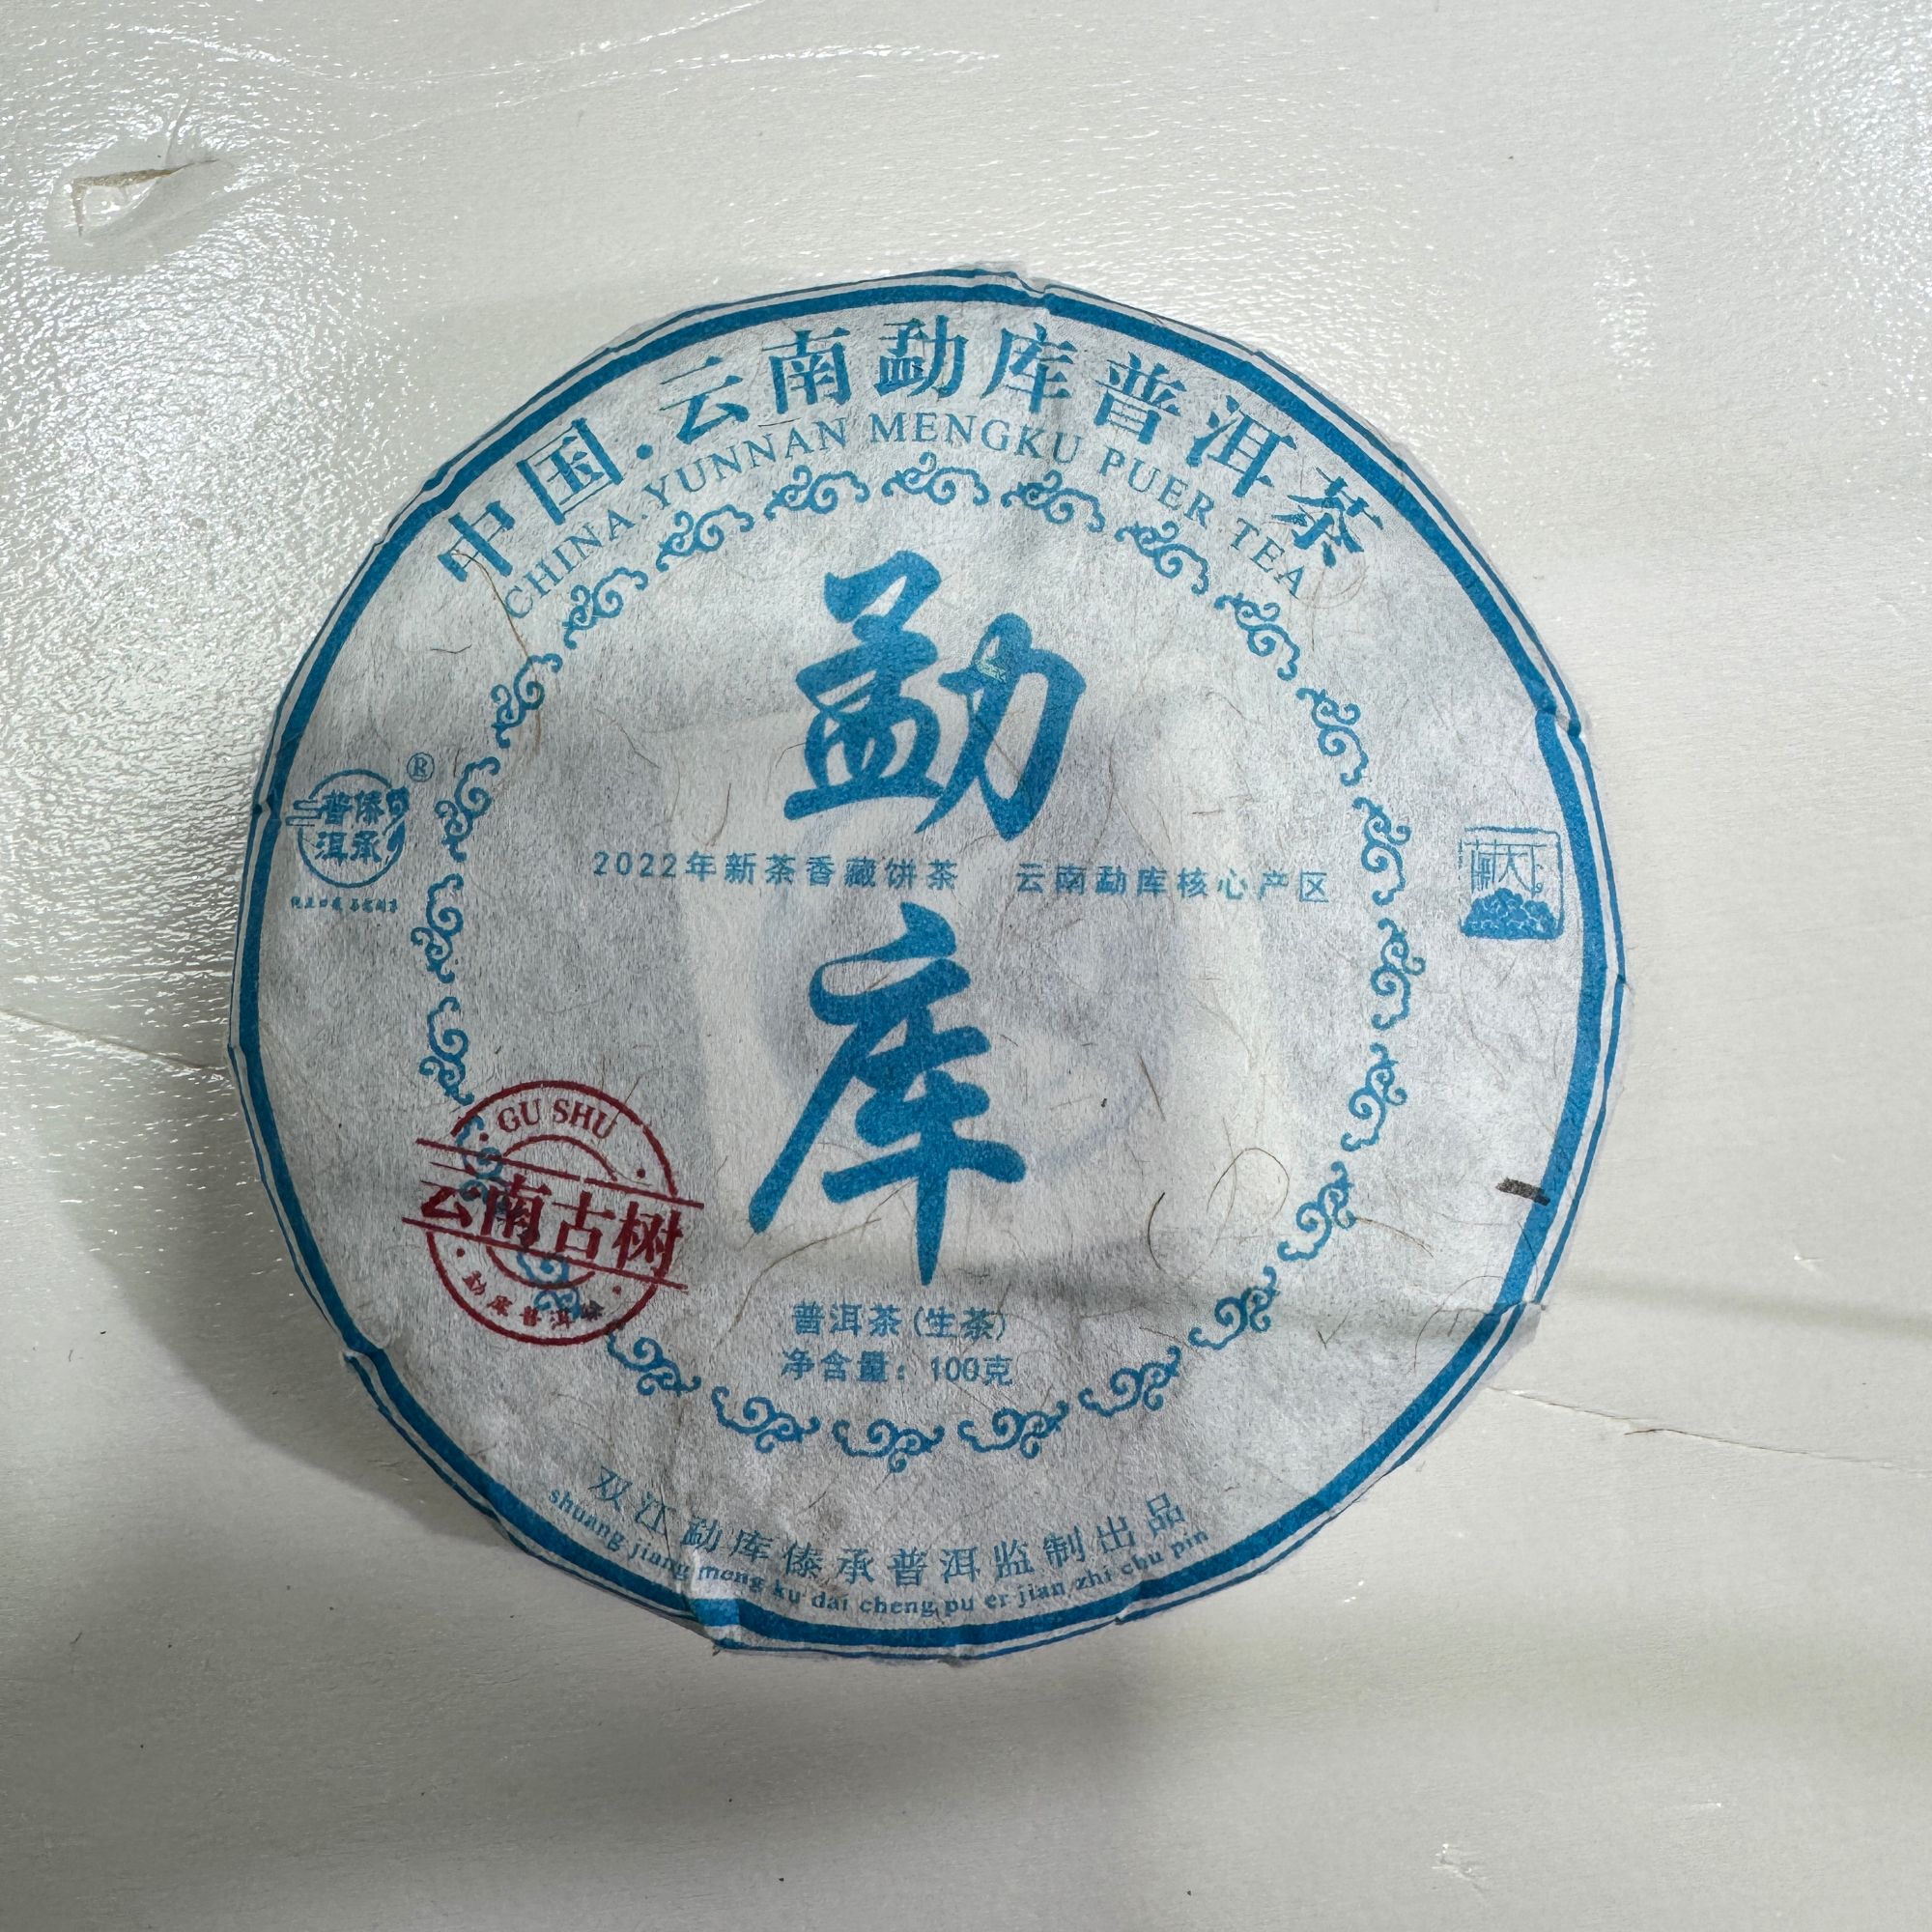 中国.云南勐库普洱茶
CHINA.YUNNAN MENGKU PUER TEA
勐
傣承
普洱
®
2022年新茶香藏饼茶 云南勐库核心产区
库
GU SHU
云南古树
勐库普洱
普洱茶(生茶)
净含量：100克
双江勐库傣承普洱监制出品
shuang jiang meng ku dai cheng pu er jian zhi chu pin